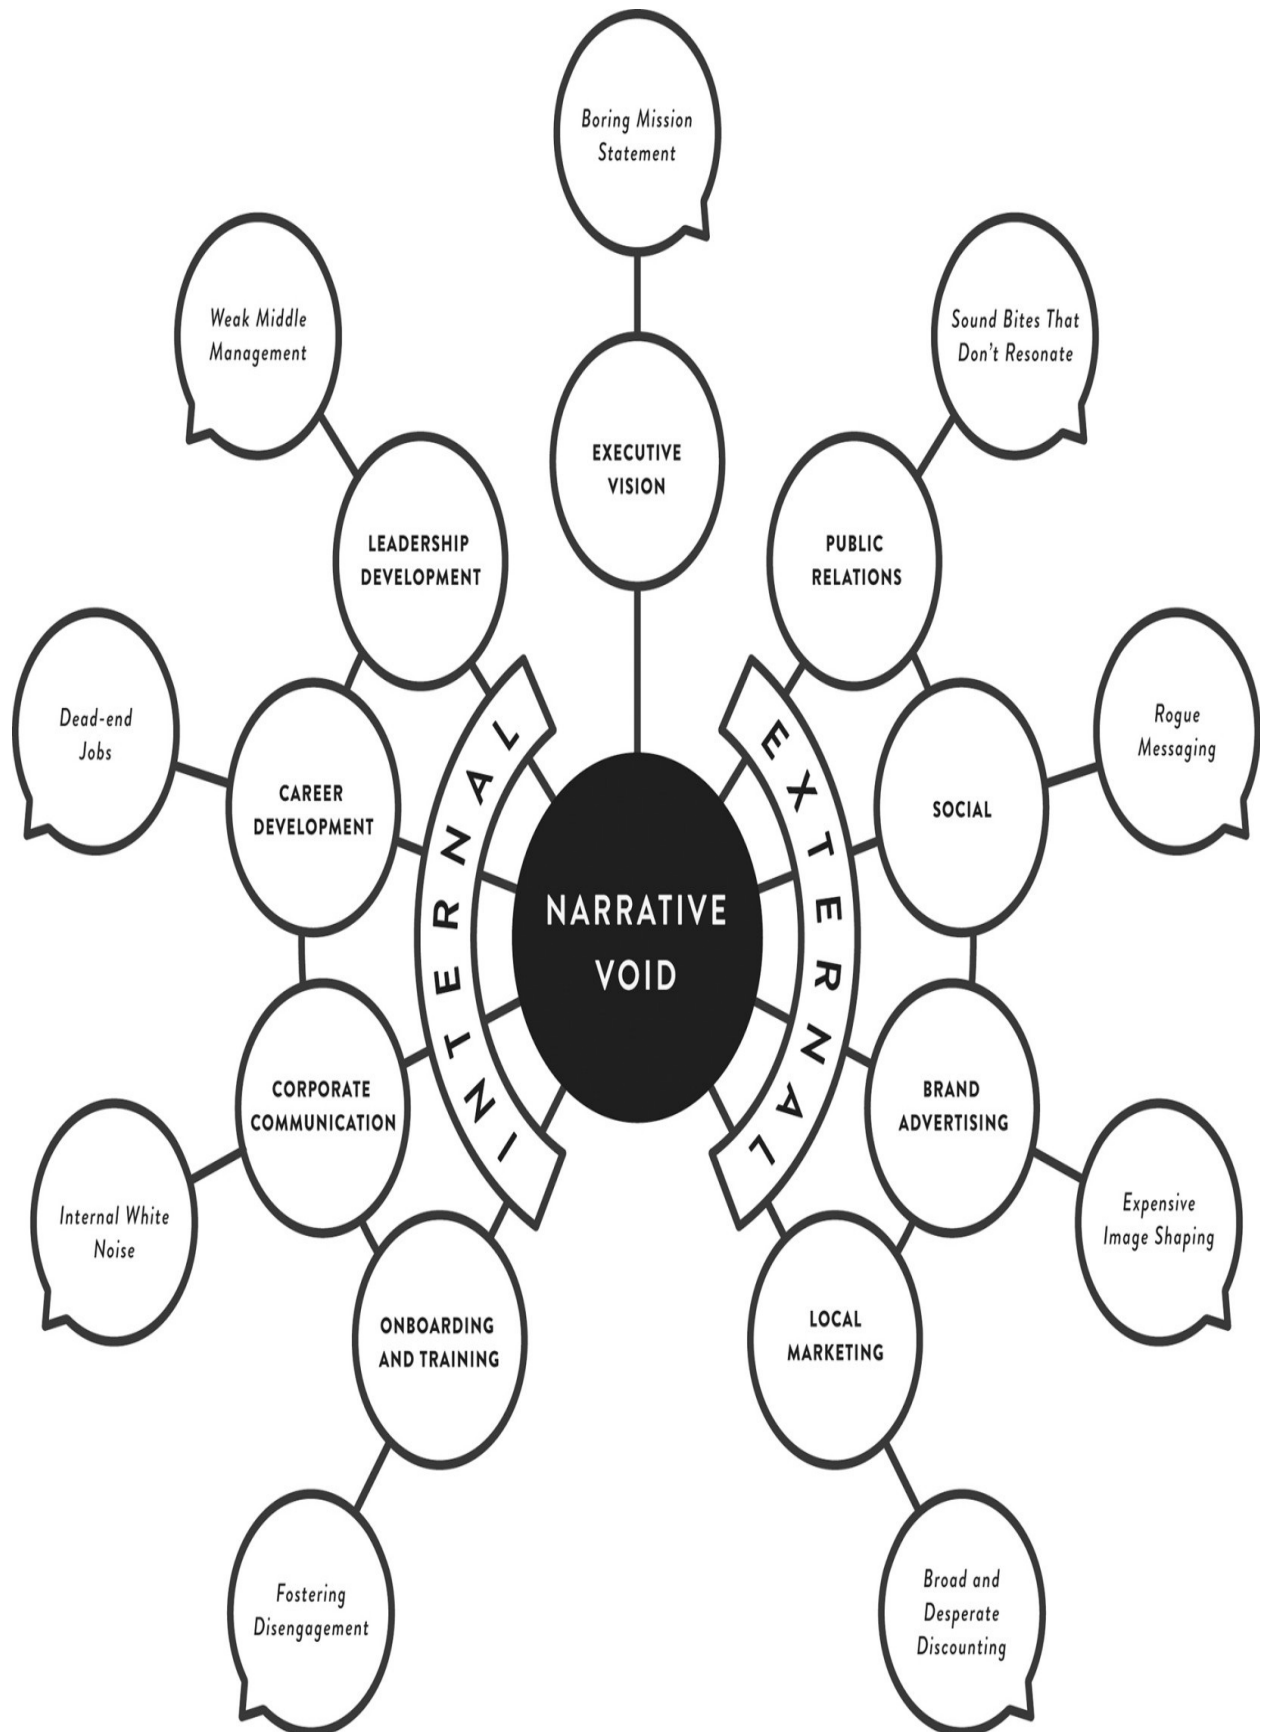 Boring Mission
Statement
Weak Middle
Management
Sound Bites That
Don't Resonate
EXECUTIVE
VISION
LEADERSHIP
DEVELOPMENT
PUBLIC
RELATIONS
Dead-end
Jobs
Rogue
Messaging
CAREER
DEVELOPMENT
SOCIAL
INTERNAL
EXTERNAL
NARRATIVE
VOID
CORPORATE
COMMUNICATION
BRAND
ADVERTISING
Internal White
Noise
Expensive
Image Shaping
ONBOARDING
AND TRAINING
LOCAL
MARKETING
Fostering
Disengagement
Broad and
Desperate
Discounting